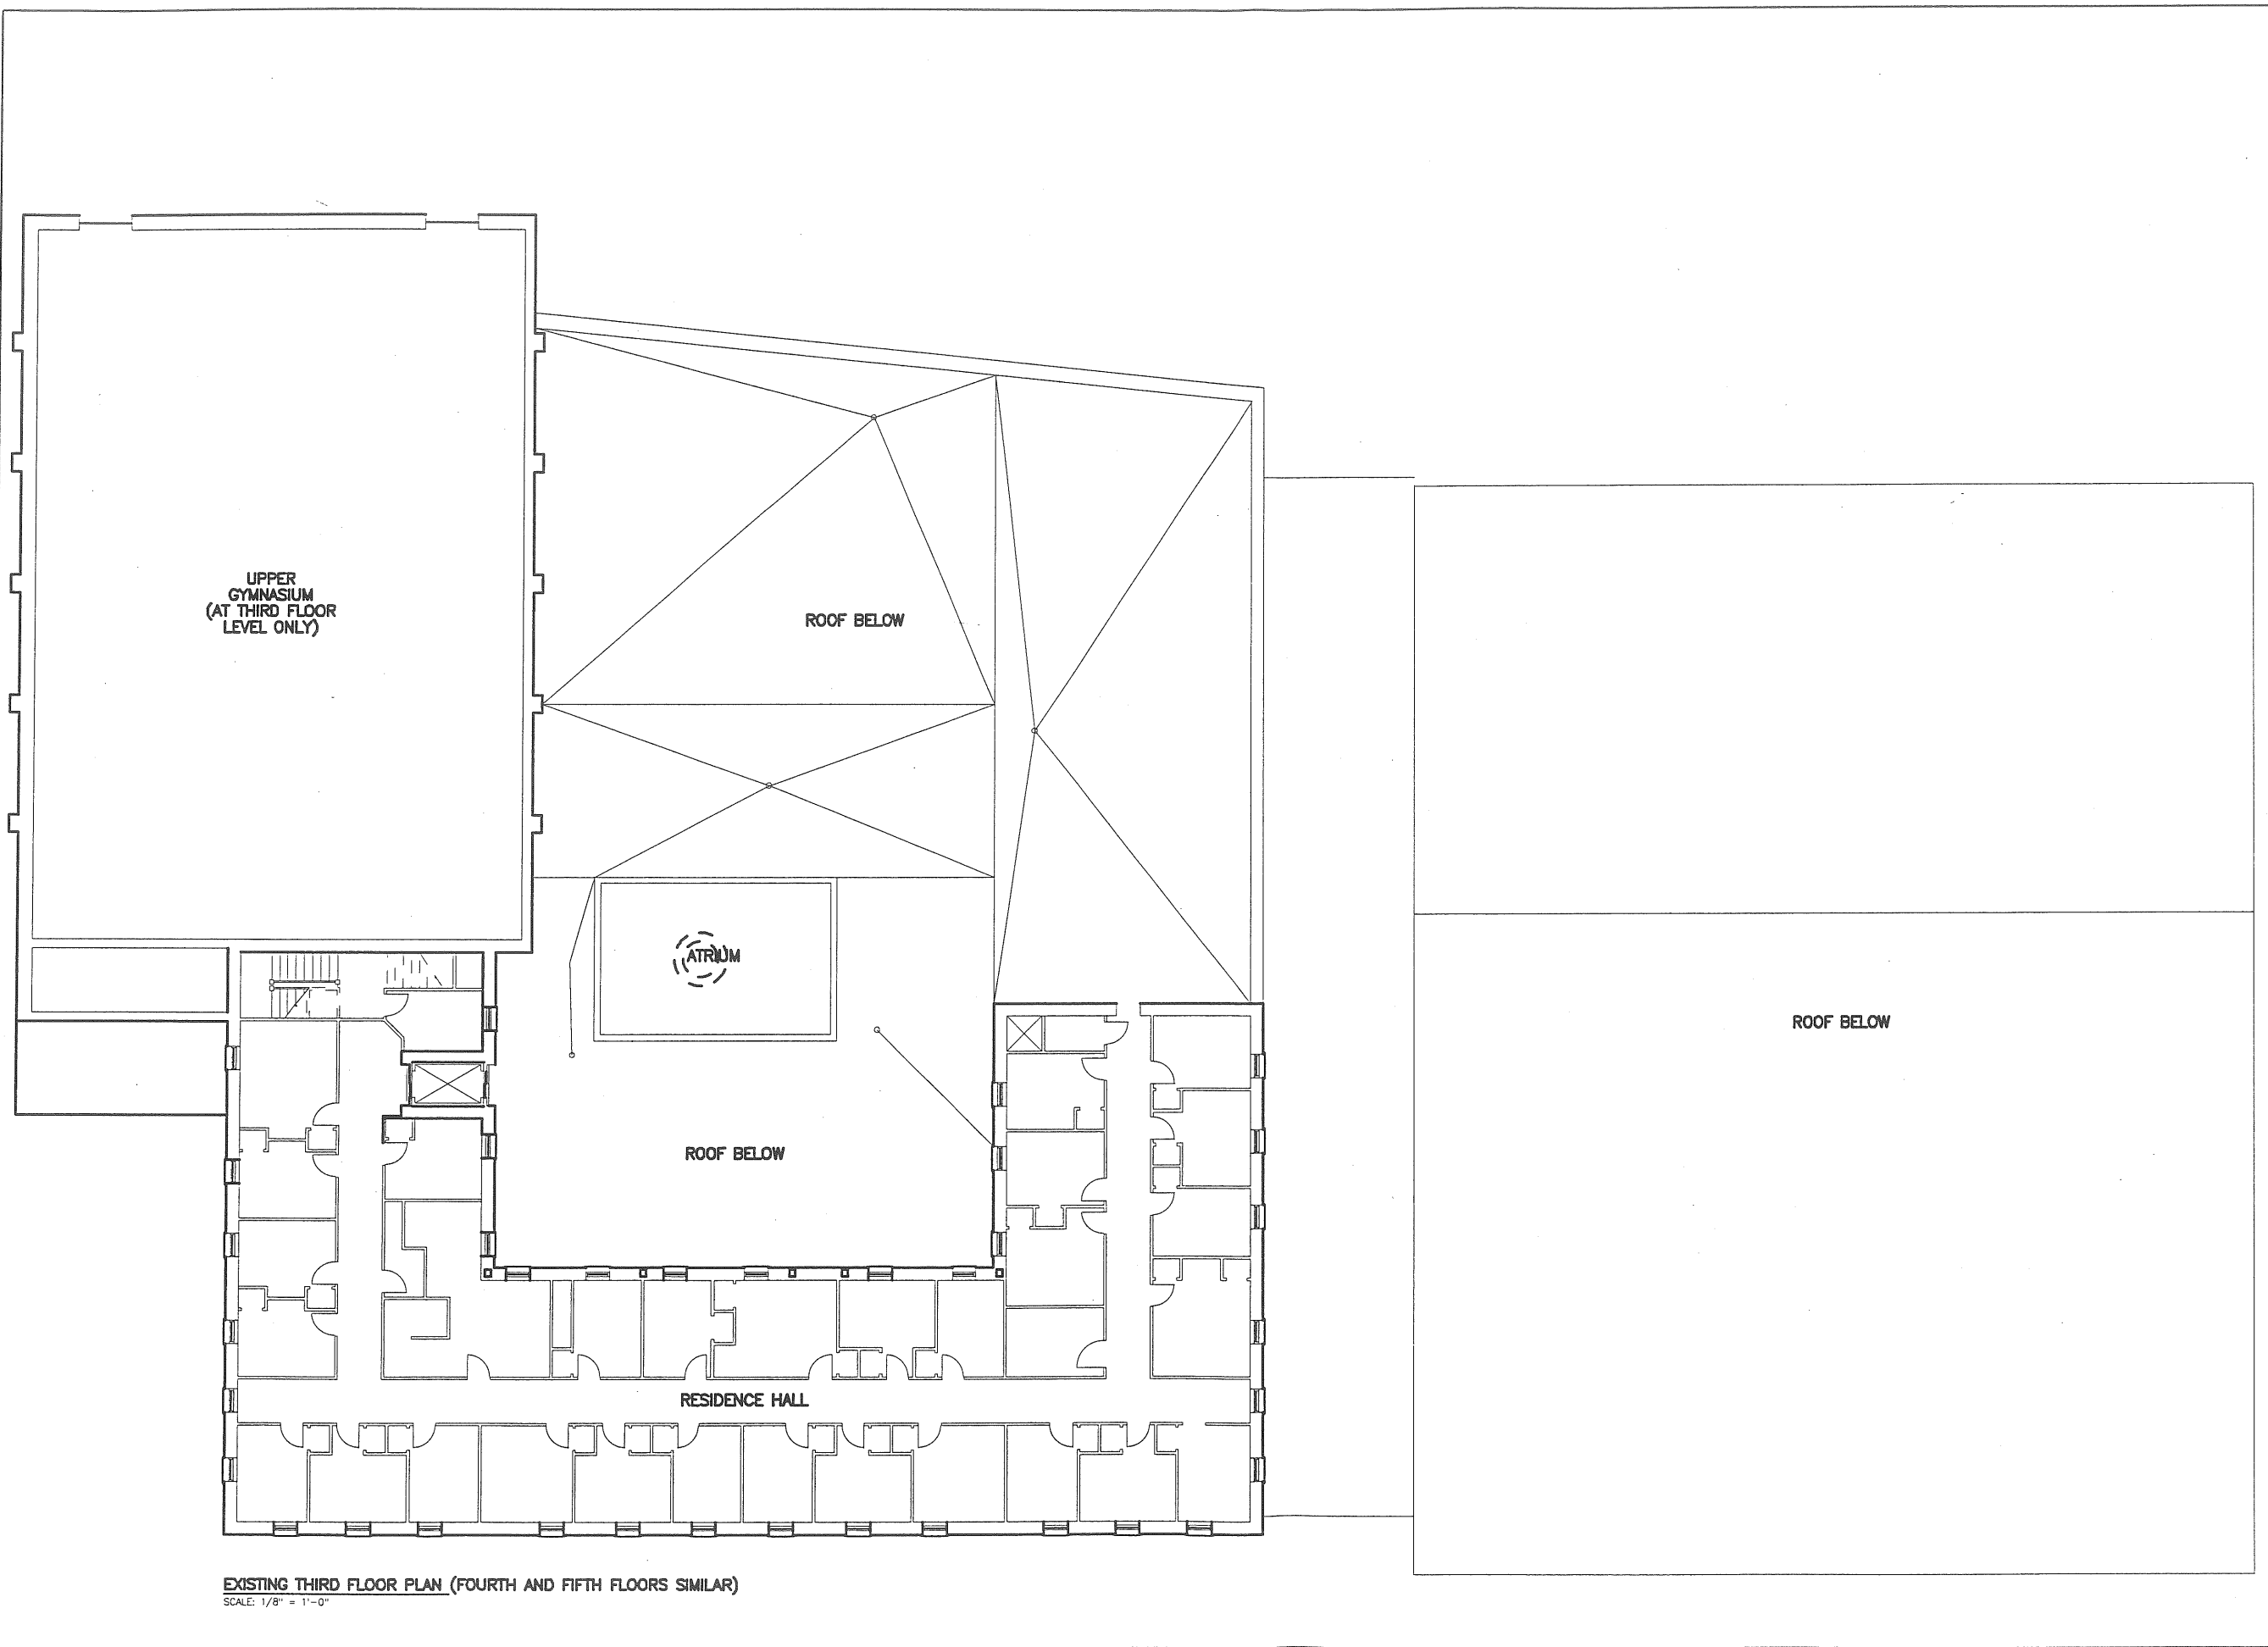 UPPER
GYMNASIUM
(AT THIRD FLOOR
LEVEL ONLY)
ROOF BELOW
ATRIUM
ROOF BELOW
ROOF BELOW
RESIDENCE HALL
EXISTING THIRD FLOOR PLAN (FOURTH AND FIFTH FLOORS SIMILAR)
SCALE: 1/8" = 1'-0"